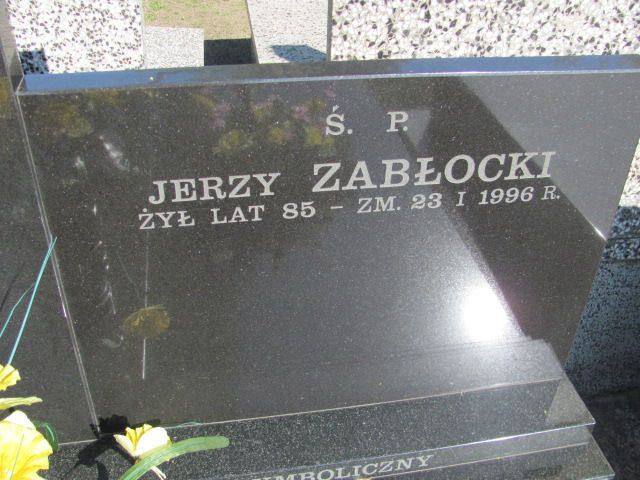 Ś. P.
JERZY ZABŁOCKI
ŻYŁ LAT 85 - ZM. 23 I 1996 R.